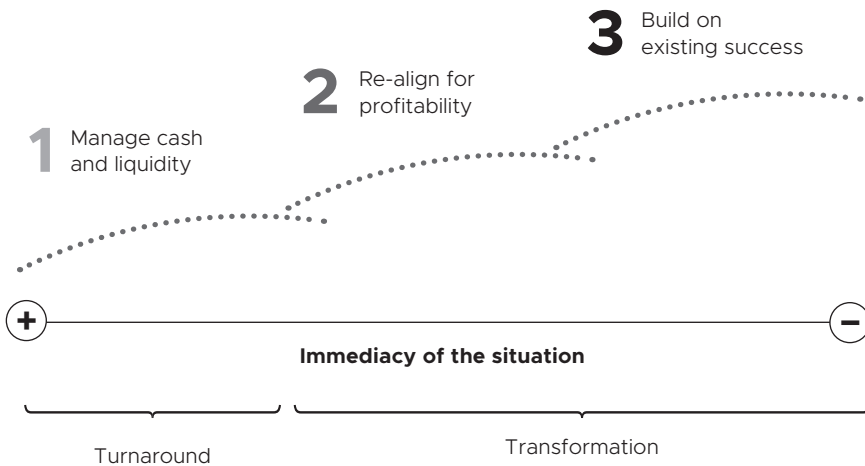 3 Build on
existing success
2 Re-align for
profitability
1 Manage cash
and liquidity
+ −
Immediacy of the situation
Turnaround
Transformation